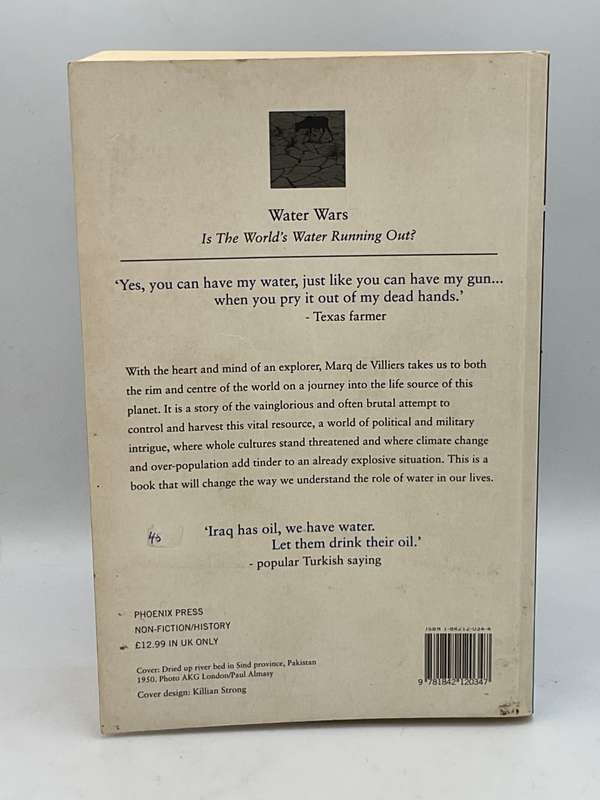 Water Wars
Is The World's Water Running Out?
'Yes, you can have my water, just like you can have my gun...
when you pry it out of my dead hands.'
- Texas farmer
With the heart and mind of an explorer, Marq de Villiers takes us to both
the rim and centre of the world on a journey into the life source of this
planet. It is a story of the vainglorious and often brutal attempt to
control and harvest this vital resource, a world of political and military
intrigue, where whole cultures stand threatened and where climate change
and over-population add tinder to an already explosive situation. This is a
book that will change the way we understand the role of water in our lives.
'Iraq has oil, we have water.
Let them drink their oil.'
- popular Turkish saying
PHOENIX PRESS
NON-FICTION/HISTORY
£12.99 IN UK ONLY
Cover: Dried up river bed in Sind province, Pakistan
1950, Photo AKG London/Paul Almasy
Cover design: Killian Strong
ISBN 1-84212-034-6
9 781842 120347